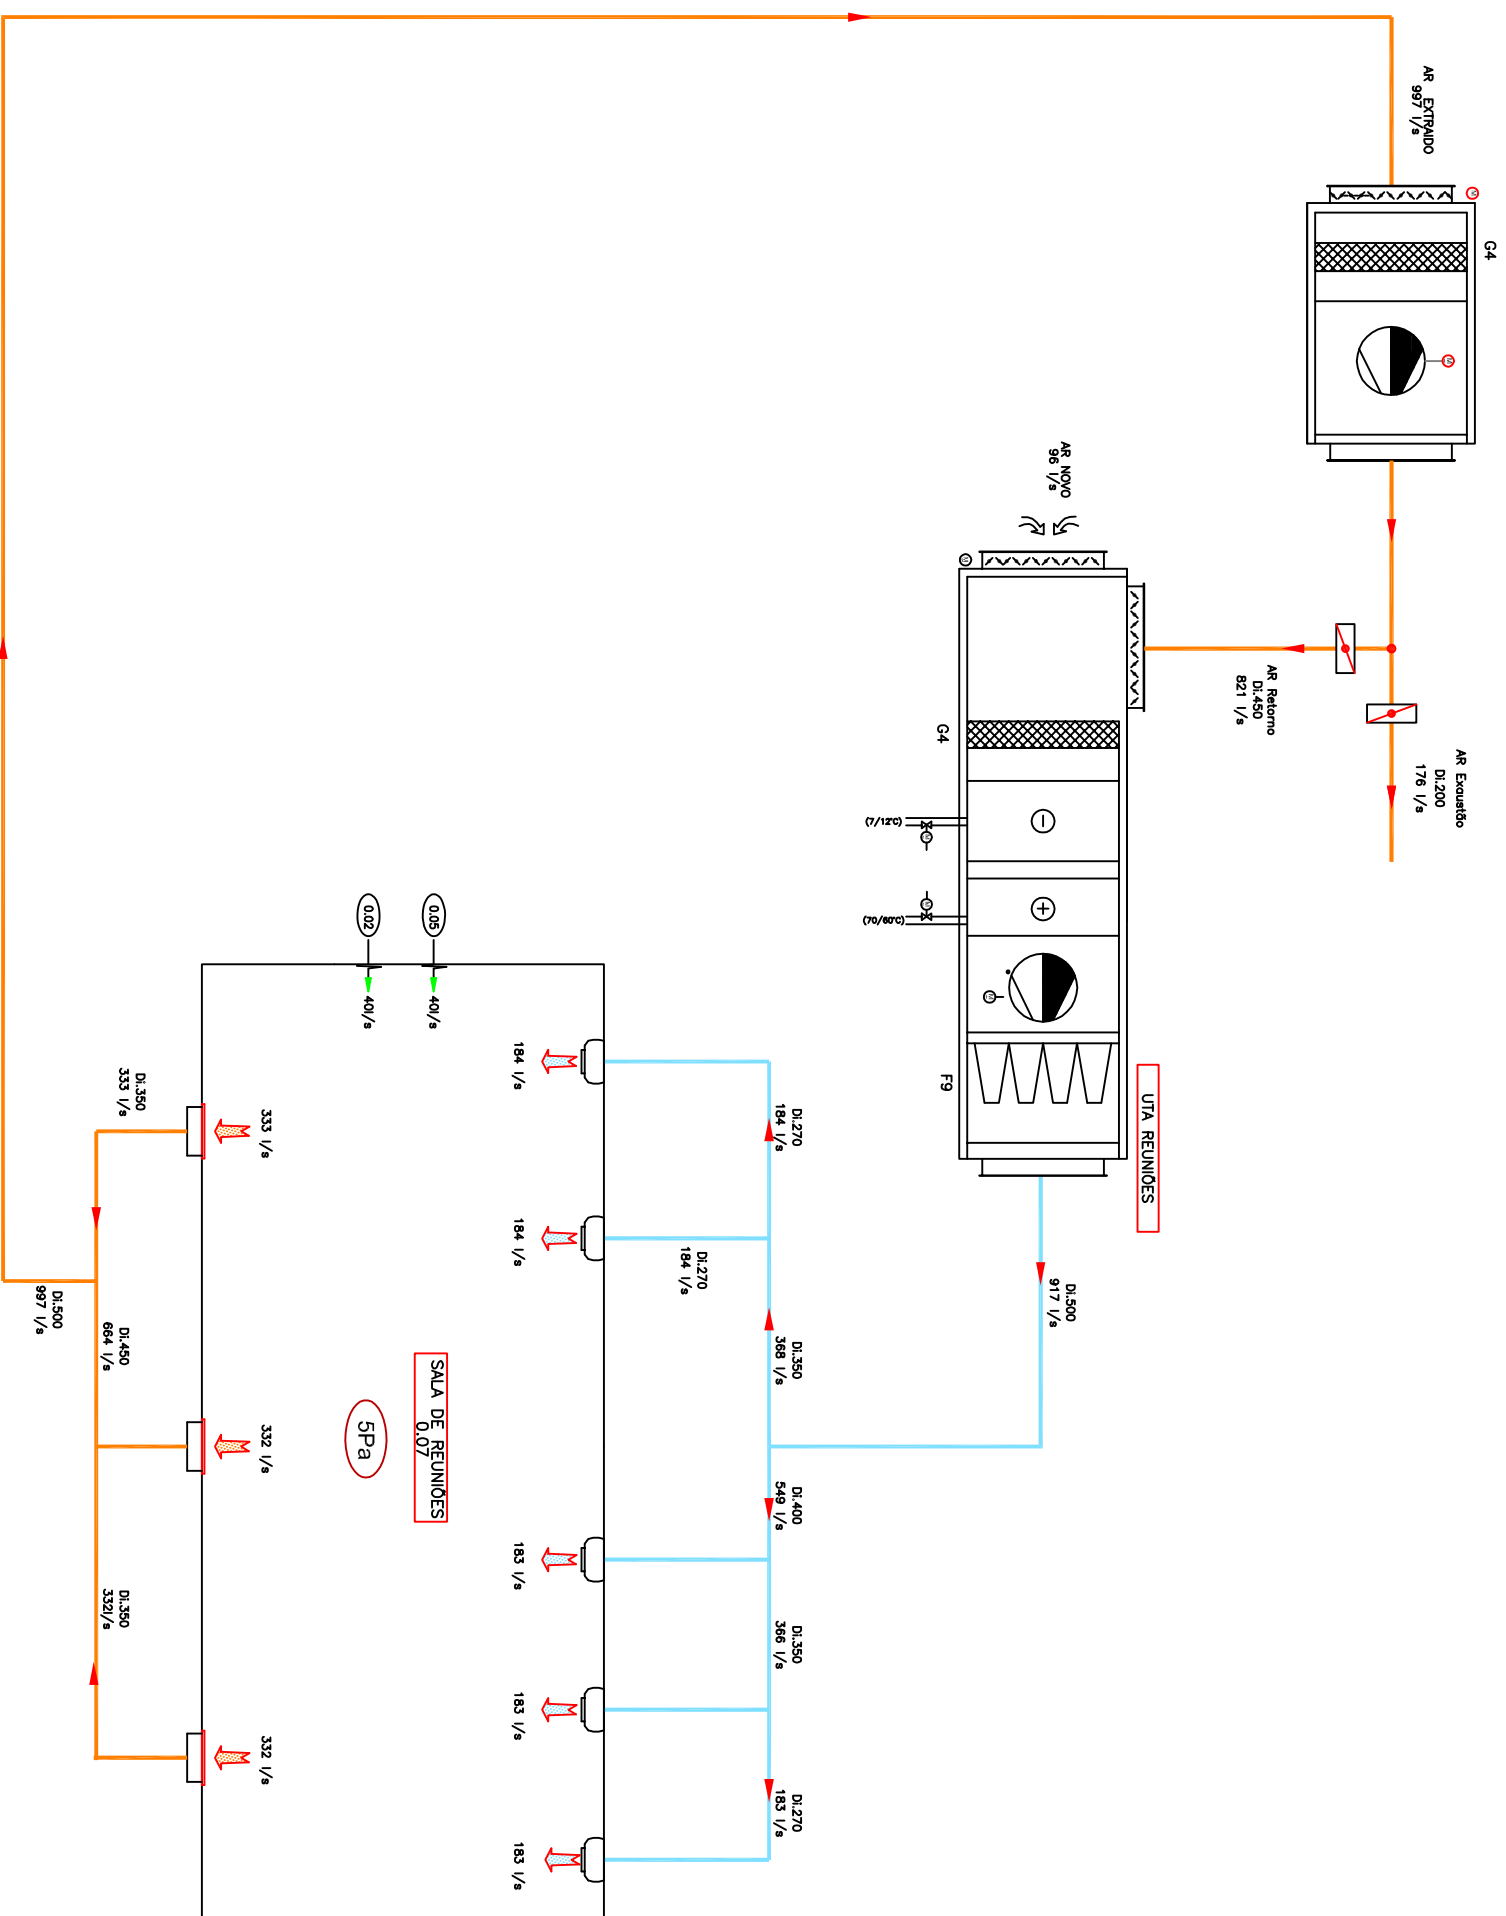 AR EXTRAIDO
997 l/s
G4
AR Exaustão
Di.200
176 l/s
AR Retorno
Di.450
821 l/s
AR NOVO
96 l/s
G4
(7/12°C)
(70/60°C)
F9
UTA REUNIÕES
Di.500
917 l/s
Di.270
184 l/s
Di.270
184 l/s
Di.350
368 l/s
Di.400
549 l/s
Di.350
366 l/s
Di.270
183 l/s
184 l/s
184 l/s
183 l/s
183 l/s
183 l/s
0.05
40l/s
0.02
40l/s
SALA DE REUNIÕES
0.07
5Pa
333 l/s
332 l/s
332 l/s
Di.350
333 l/s
Di.450
664 l/s
Di.350
332l/s
Di.500
997 l/s
M
M
M
M
M
M